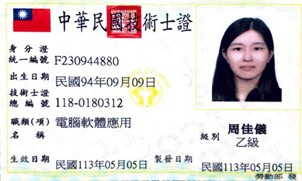 中華民國技術士證
身分證
統一編號 F230944880
出生日期 民國94年09月09日
技術士證
總編號 118-0180312
職類(項)
名稱 電腦軟體應用
周佳儀
級別 乙級
生效日期 民國113年05月05日 製發日期 民國113年05月05日
勞動部 發